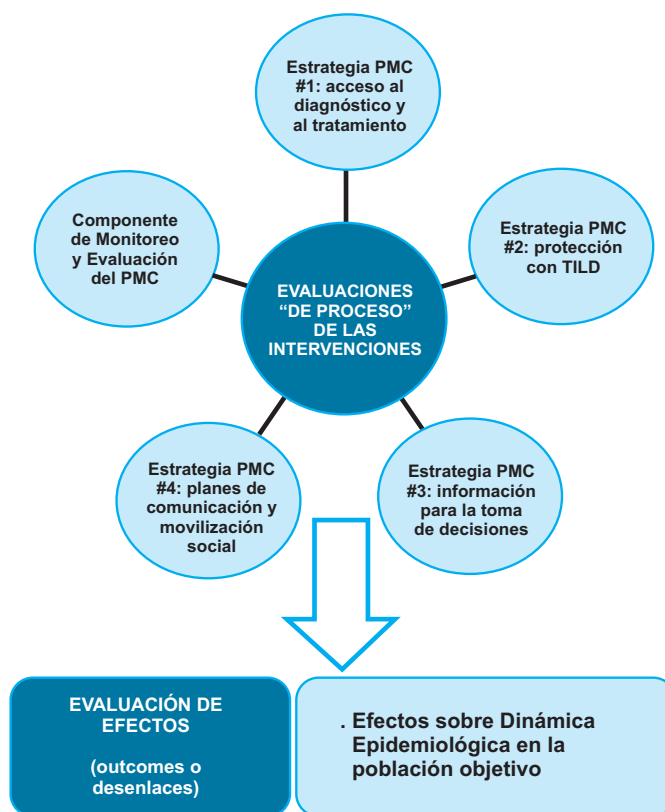 Estrategia PMC
#1: acceso al
diagnóstico y
al tratamiento
Componente
de Monitoreo
y Evaluación
del PMC
Estrategia PMC
#2: protección
con TILD
EVALUACIONES
“DE PROCESO”
DE LAS
INTERVENCIONES
Estrategia PMC
#4: planes de
comunicación y
movilización
social
Estrategia PMC
#3: información
para la toma
de decisiones
EVALUACIÓN DE
EFECTOS
(outcomes o
desenlaces)
. Efectos sobre Dinámica
Epidemiológica en la
población objetivo